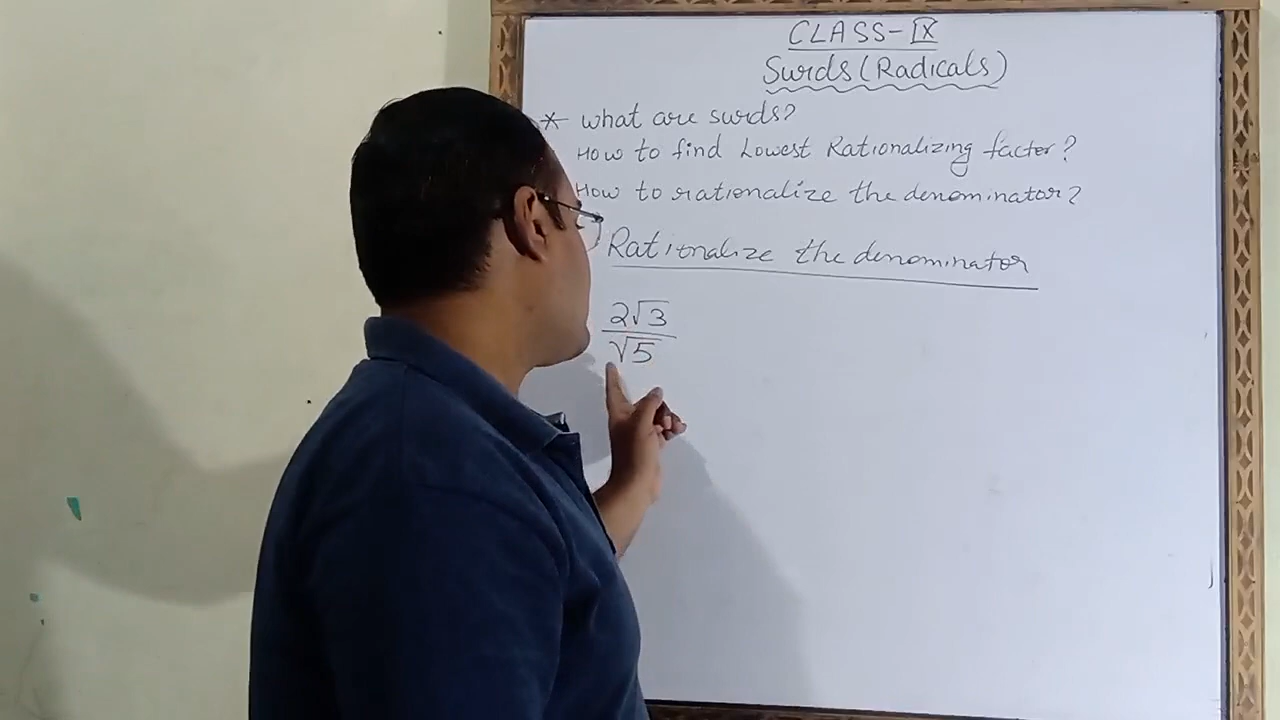 CLASS-IX
Surds (Radicals)
* what are surds?
How to find Lowest Rationalizing factor?
How to rationalize the denominator?
Rationalize the denominator
2√3
√5